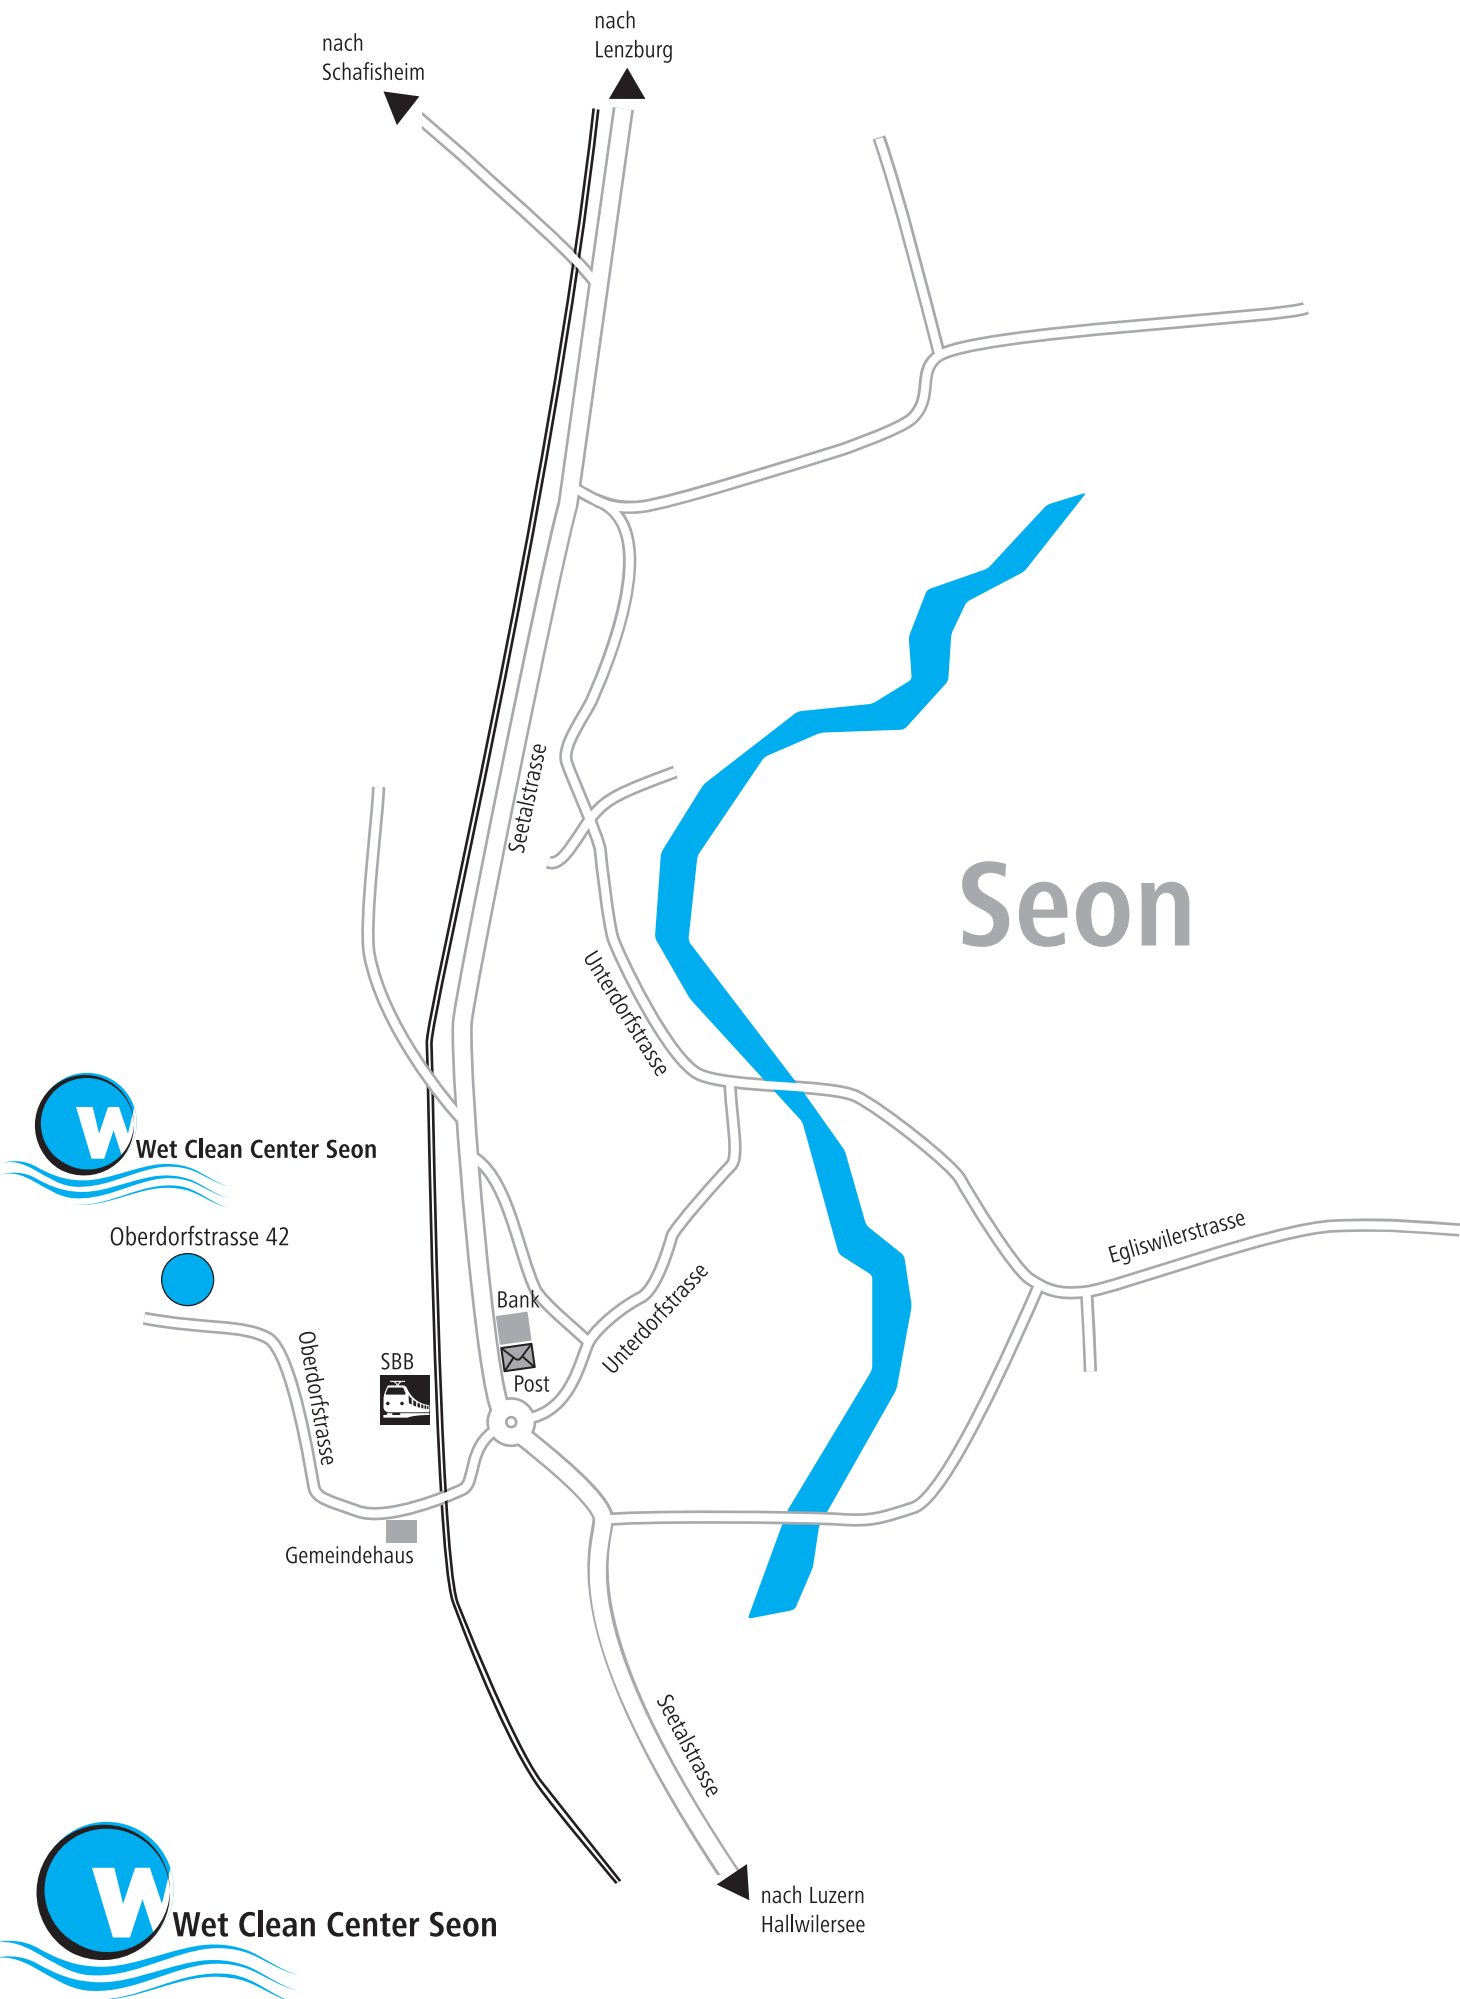 nach
Lenzburg
nach
Schafisheim
Seetalstrasse
Seon
Unterdorfstrasse
W
Wet Clean Center Seon
Oberdorfstrasse 42
Egliswilerstrasse
Bank
Unterdorfstrasse
Oberdorfstrasse
SBB
Post
Gemeindehaus
Seetalstrasse
nach Luzern
Hallwilersee
W
Wet Clean Center Seon